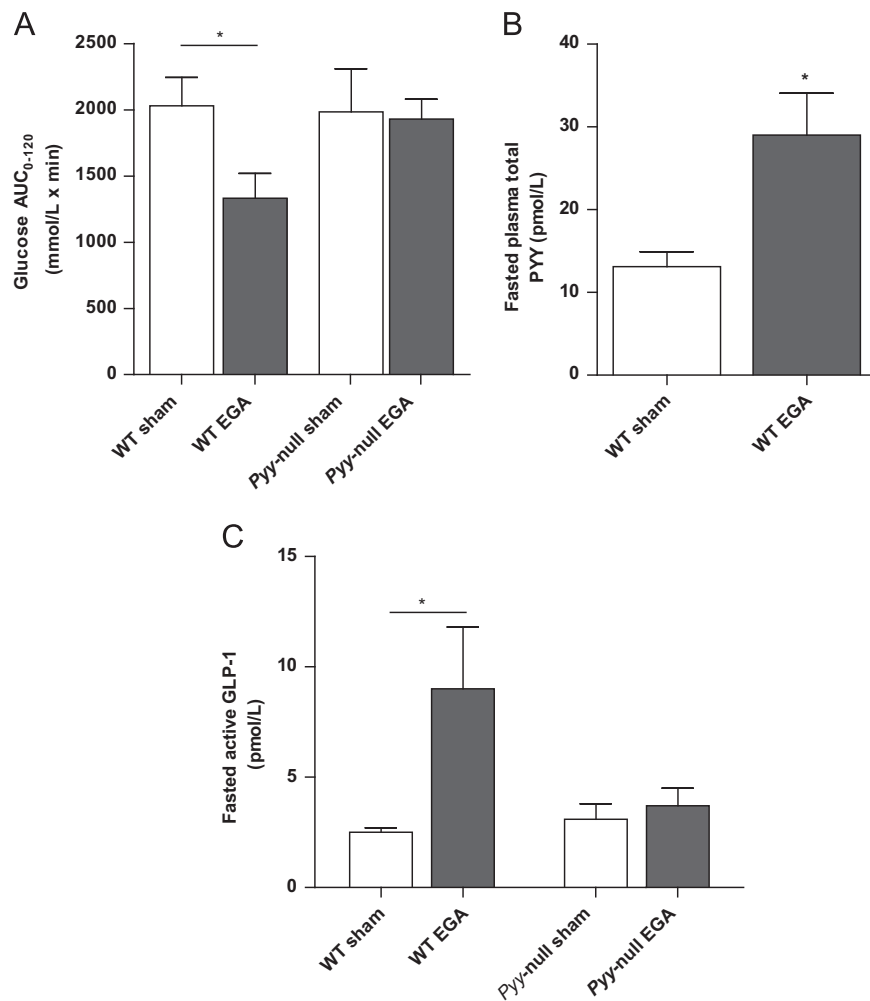 A
2500
2000
1500
1000
500
0
Glucose AUC0-120
(mmol/L x min)
*
WT sham
WT EGA
Pyy-null sham
Pyy-null EGA
B
40
30
20
10
0
Fasted plasma total
PYY (pmol/L)
*
WT sham
WT EGA
C
15
10
5
0
Fasted active GLP-1
(pmol/L)
*
WT sham
WT EGA
Pyy-null sham
Pyy-null EGA